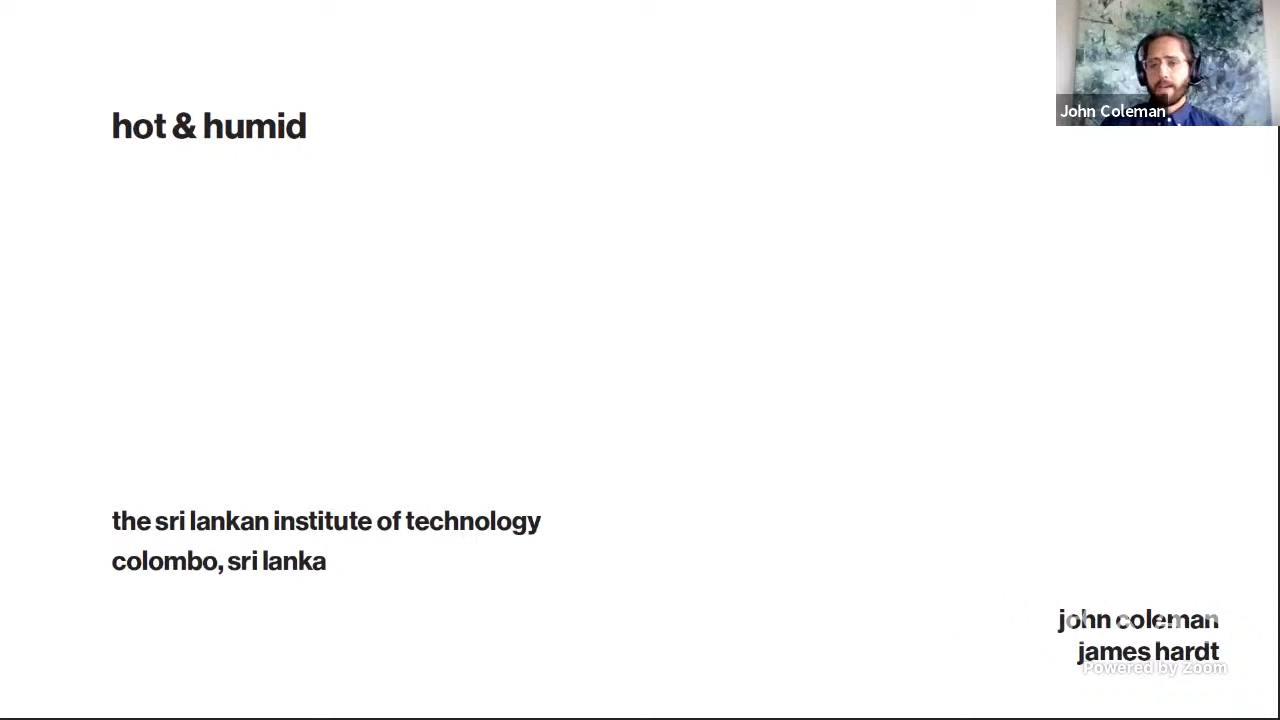 hot & humid
John Coleman
the sri lankan institute of technology
colombo, sri lanka
john coleman
james hardt
Powered by Zoom